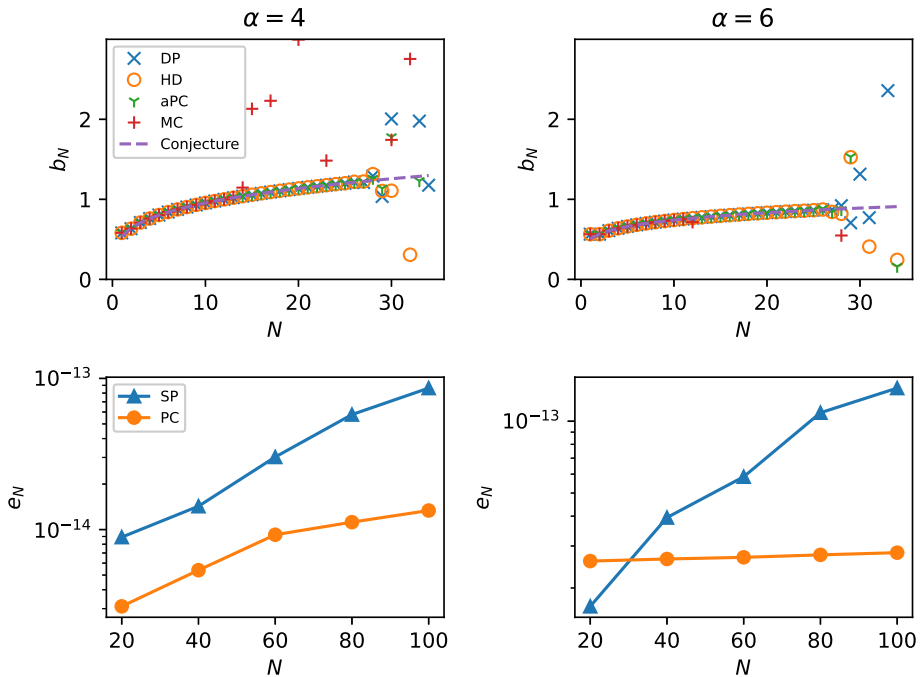 α = 4
b_N
2
1
0
DP
HD
aPC
MC
Conjecture
0 10 20 30
N
α = 6
b_N
2
1
0
0 10 20 30
N
e_N
10^{-13}
10^{-14}
SP
PC
20 40 60 80 100
N
e_N
10^{-13}
20 40 60 80 100
N